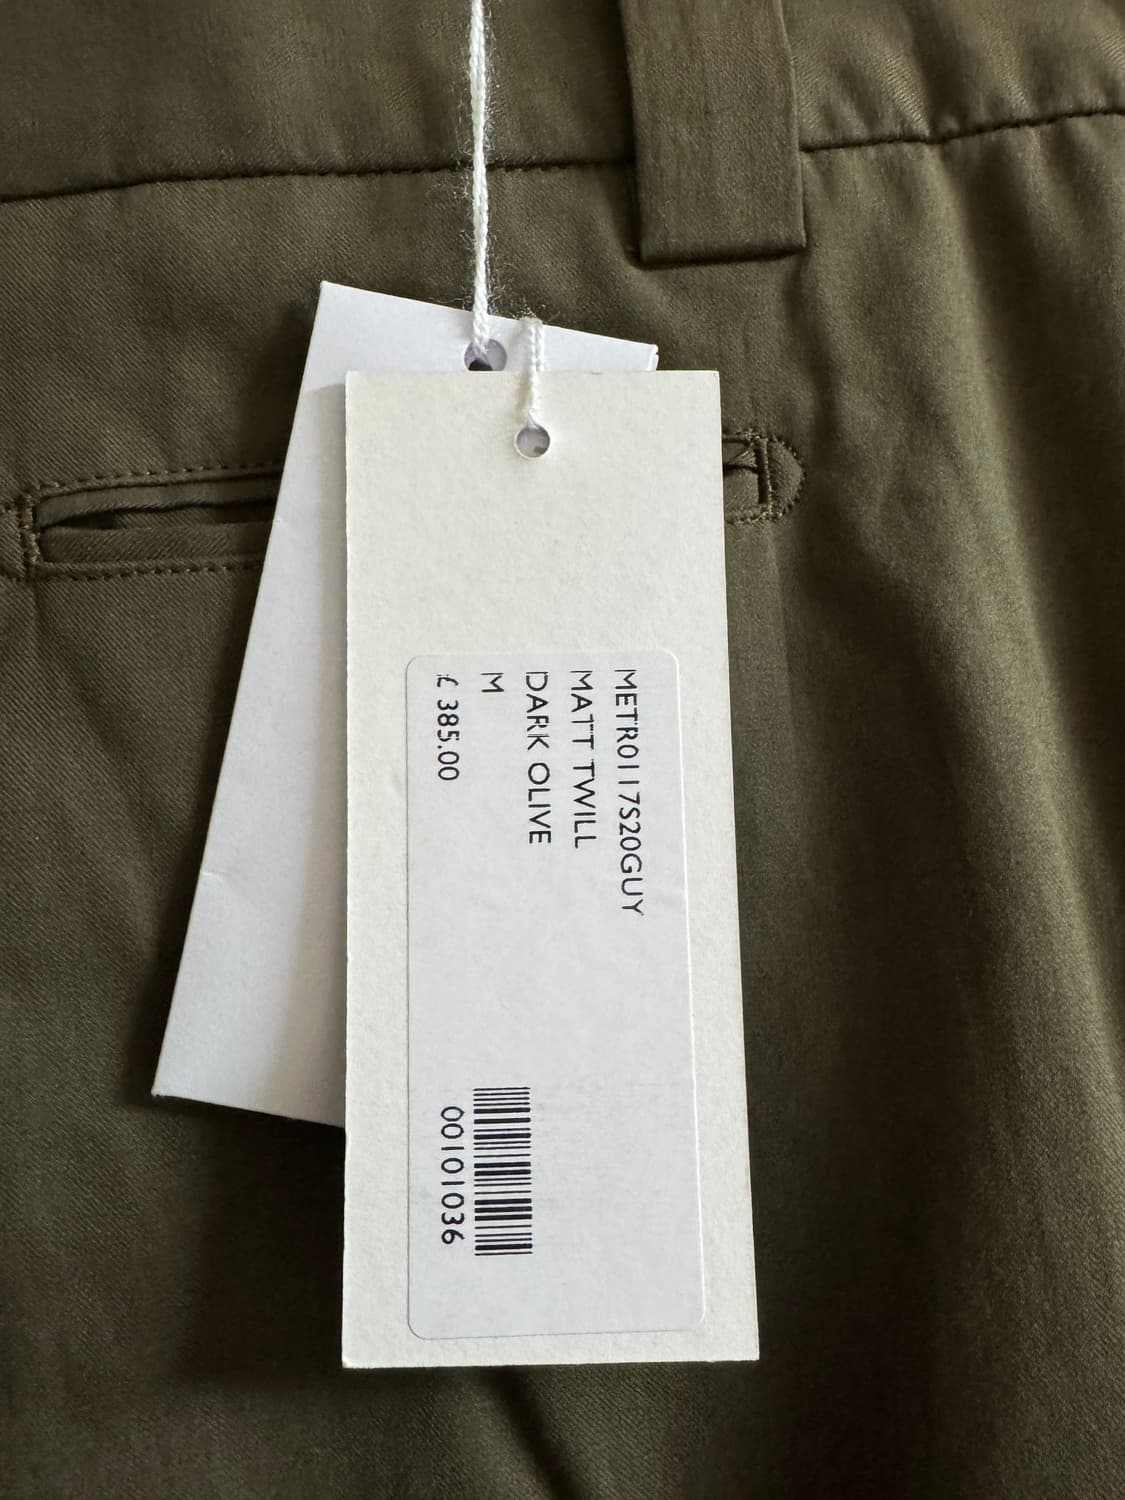 METR0117S20GUY
MATT TWILL
DARK OLIVE
M
£ 385.00
00101036